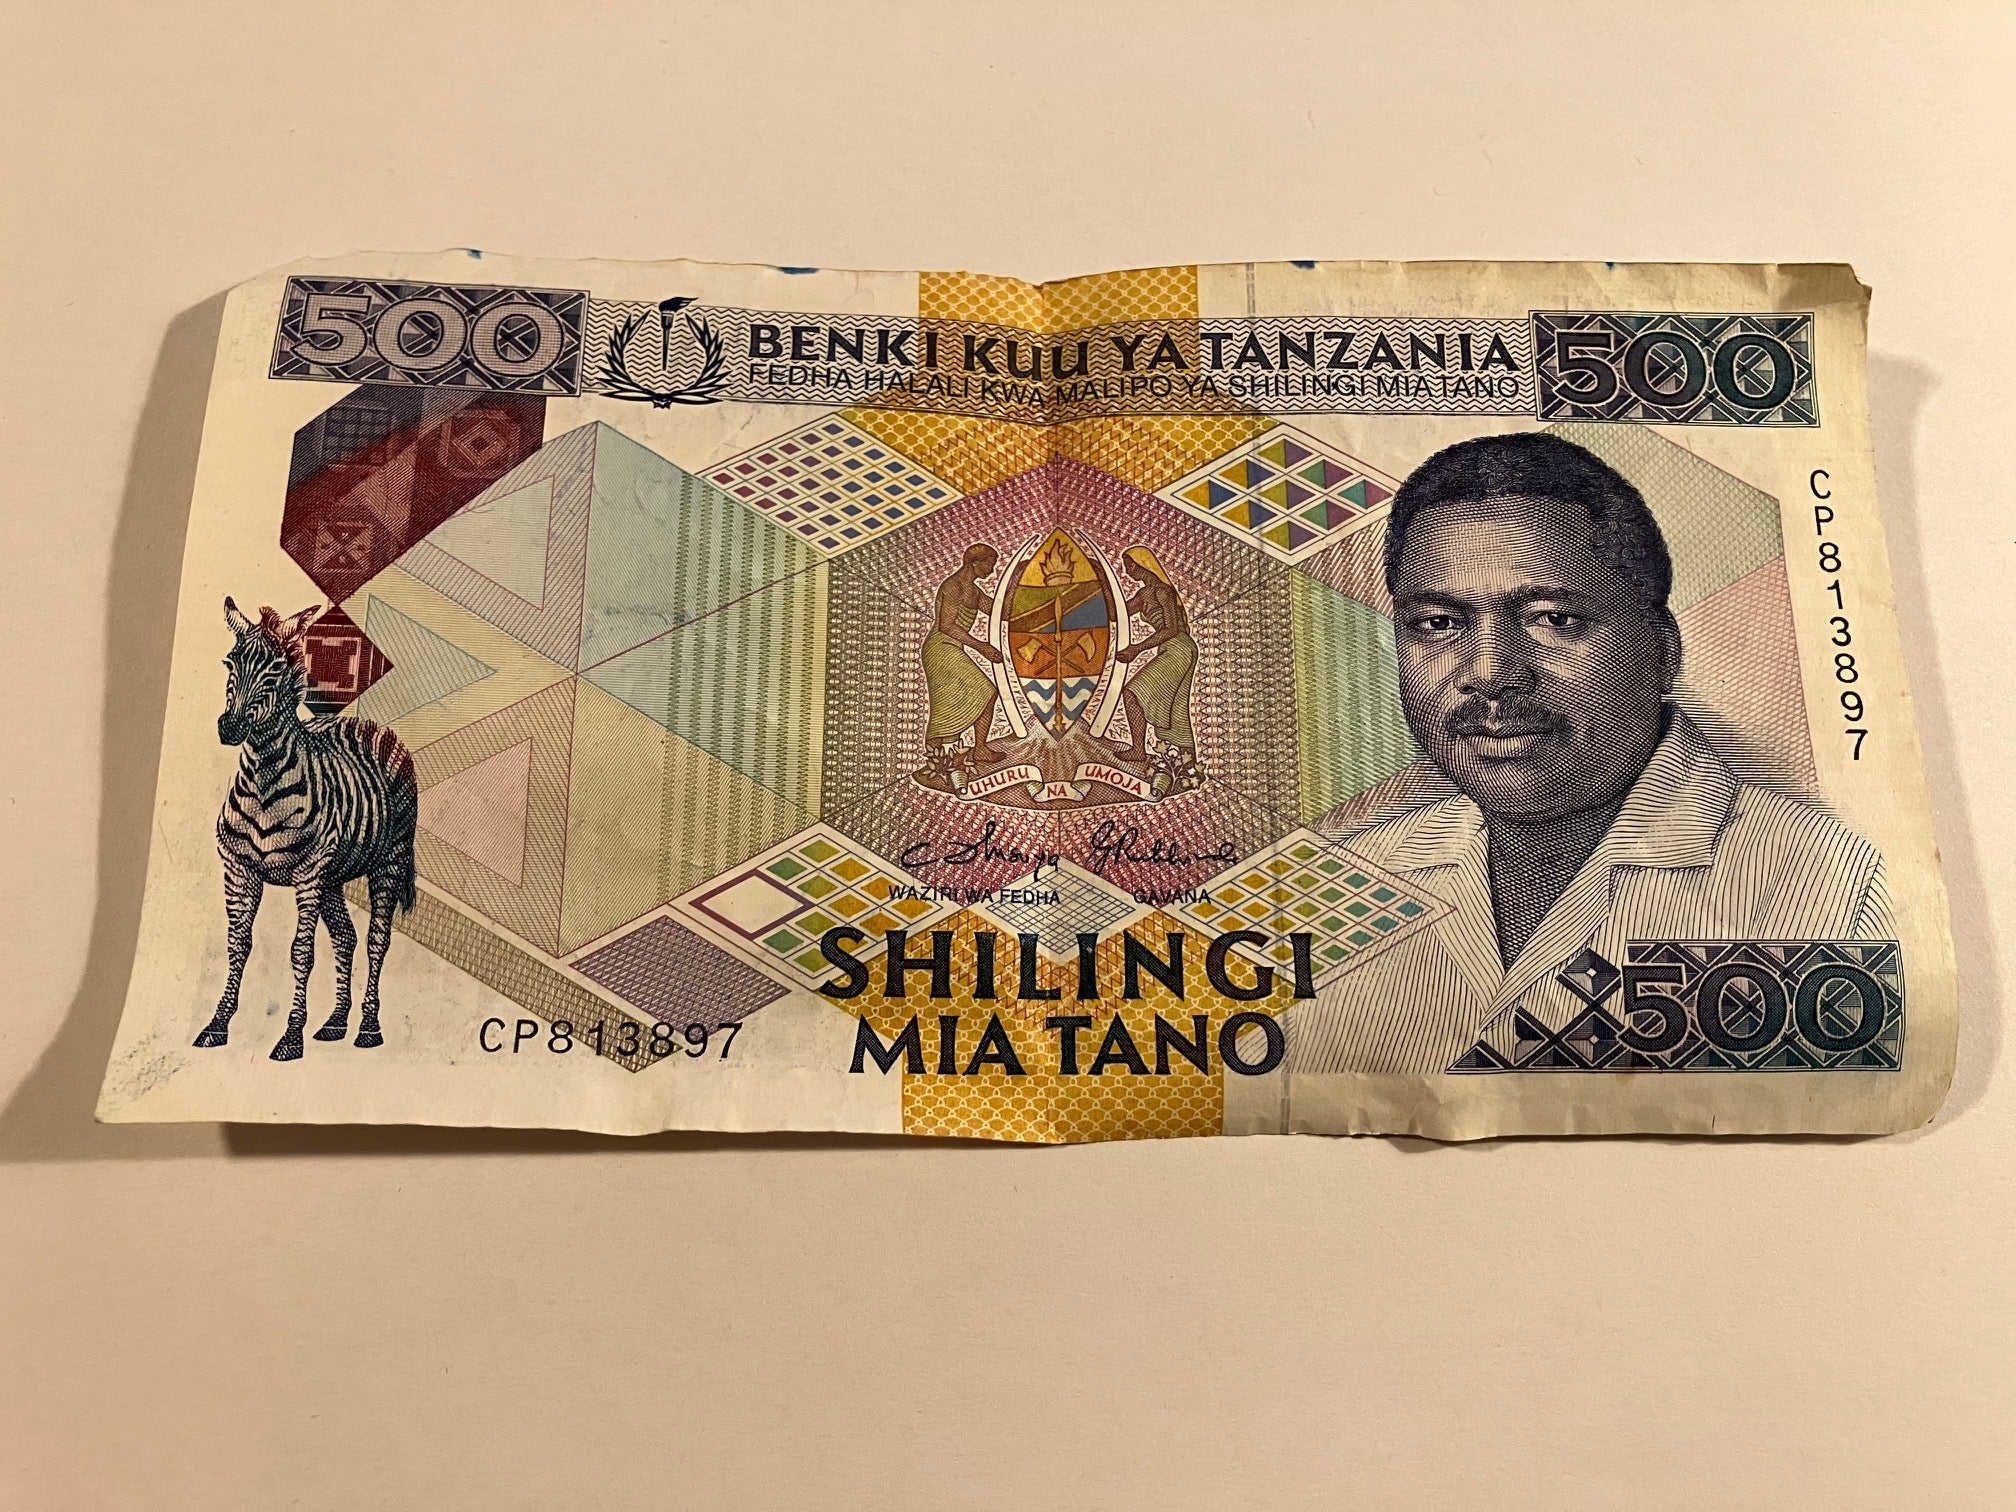 500
BENKI KUU YA TANZANIA
500
FEDHA HALALI KWA MALIPO YA SHILINGI MIA TANO
CP813897
UHURU NA UMOJA
WAZIRI WA FEDHA
GAVANA
SHILINGI
MIA TANO
500
CP813897